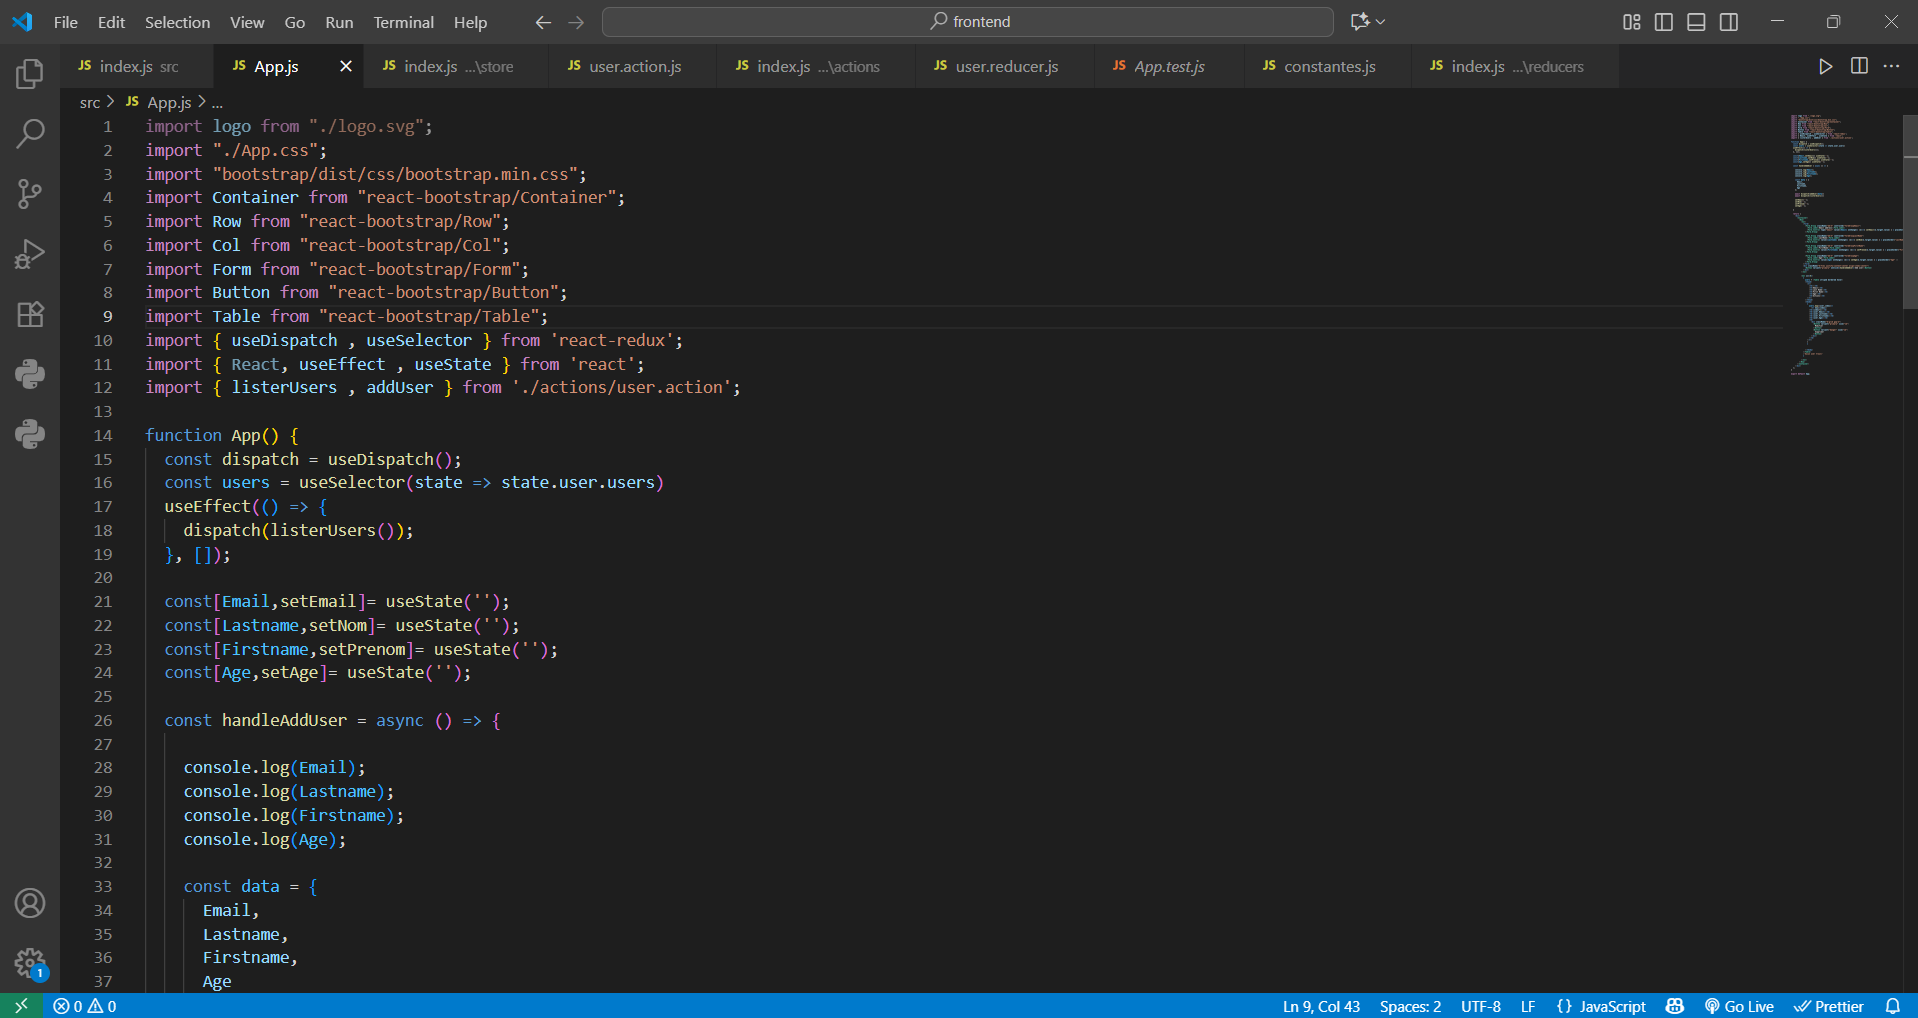 File Edit Selection View Go Run Terminal Help frontend
JS index.js src JS App.js JS index.js ...\store JS user.action.js JS index.js ...\actions JS user.reducer.js JS App.test.js JS constantes.js JS index.js ...\reducers
src > JS App.js > ...
1 import logo from "./logo.svg";
2 import "./App.css";
3 import "bootstrap/dist/css/bootstrap.min.css";
4 import Container from "react-bootstrap/Container";
5 import Row from "react-bootstrap/Row";
6 import Col from "react-bootstrap/Col";
7 import Form from "react-bootstrap/Form";
8 import Button from "react-bootstrap/Button";
9 import Table from "react-bootstrap/Table";
10 import { useDispatch , useSelector } from 'react-redux';
11 import { React, useEffect , useState } from 'react';
12 import { listerUsers , addUser } from './actions/user.action';
13
14 function App() {
15 const dispatch = useDispatch();
16 const users = useSelector(state => state.user.users)
17 useEffect(() => {
18 dispatch(listerUsers());
19 }, []);
20
21 const[Email,setEmail]= useState('');
22 const[Lastname,setNom]= useState('');
23 const[Firstname,setPrenom]= useState('');
24 const[Age,setAge]= useState('');
25
26 const handleAddUser = async () => {
27
28 console.log(Email);
29 console.log(Lastname);
30 console.log(Firstname);
31 console.log(Age);
32
33 const data = {
34 Email,
35 Lastname,
36 Firstname,
37 Age
1
0 0 Ln 9, Col 43 Spaces: 2 UTF-8 LF {} JavaScript Go Live Prettier